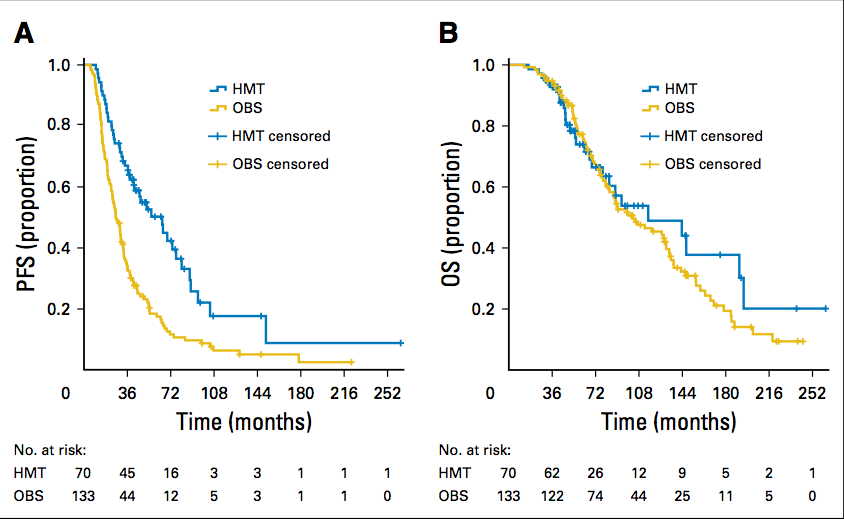 A
1.0
0.8
0.6
0.4
0.2
0
PFS (proportion)
HMT
OBS
HMT censored
OBS censored
36 72 108 144 180 216 252
Time (months)
No. at risk:
HMT 70 45 16 3 3 1 1 1
OBS 133 44 12 5 3 1 1 0
B
1.0
0.8
0.6
0.4
0.2
0
OS (proportion)
HMT
OBS
HMT censored
OBS censored
36 72 108 144 180 216 252
Time (months)
No. at risk:
HMT 70 62 26 12 9 5 2 1
OBS 133 122 74 44 25 11 5 0